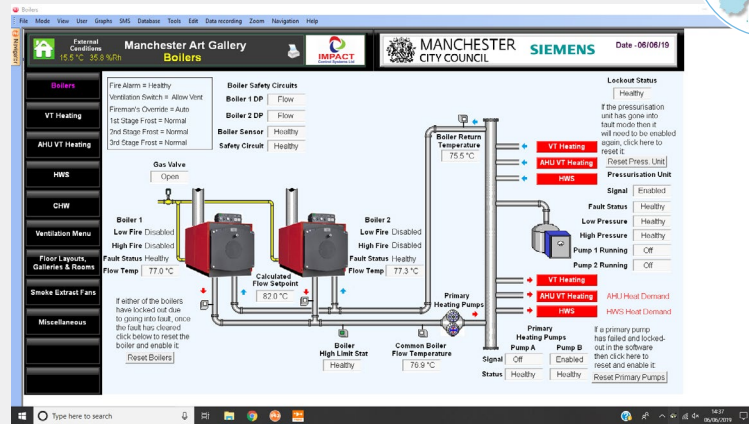 Boilers
File Mode View User Graphs SMS Database Tools Edit Data recording Zoom Navigation Help
Navigator
External Conditions
15.5 °C 35.8 %Rh
Manchester Art Gallery
Boilers
IMPACT
Control Systems Ltd
MANCHESTER
CITY COUNCIL
SIEMENS
Date -06/06/19
Boilers
VT Heating
AHU VT Heating
HWS
CHW
Ventilation Menu
Floor Layouts,
Galleries & Rooms
Smoke Extrast Fans
Miscellaneous
Fire Alarm = Healthy
Ventilation Switch = Allow Vent
Fireman's Override = Auto
1st Stage Frost = Normal
2nd Stage Frost = Normal
3rd Stage Frost = Normal
Boiler Safety Circuits
Boiler 1 DP Flow
Boiler 2 DP Flow
Boiler Sensor Healthy
Safety Circuit Healthy
Gas Valve
Open
Boiler 1
Low Fire Disabled
High Fire Disabled
Fault Status Healthy
Flow Temp 77.0 °C
Boiler 2
Low Fire Disabled
High Fire Disabled
Fault Status Healthy
Flow Temp 77.3 °C
Calculated
Flow Setpoint
82.0 °C
If either of the boilers
have locked out due
to going into fault, once
the fault has cleared
click below to reset the
boiler and enable it:
Reset Boilers
Boiler
High Limit Stat
Healthy
Common Boiler
Flow Temperature
76.9 °C
Boiler Return
Temperature
75.5 °C
Primary
Heating Pumps
VT Heating
AHU VT Heating
HWS
VT Heating
AHU VT Heating
HWS
AHU Heat Demand
HWS Heat Demand
Primary
Heating Pumps
Pump A Pump B
Signal Off Enabled
Status Healthy Healthy
Lockout Status
Healthy
If the pressurisation
unit has gone into
fault mode then it
will need to be enabled
again, click here to
reset it:
Reset Press. Unit
Pressurisation Unit
Signal Enabled
Fault Status Healthy
Low Pressure Healthy
High Pressure Healthy
Pump 1 Running Off
Pump 2 Running Off
If a primary pump
has failed and locked-
out in the software
then click here to
reset and enable it:
Reset Primary Pumps
Type here to search
14:37
06/06/2019